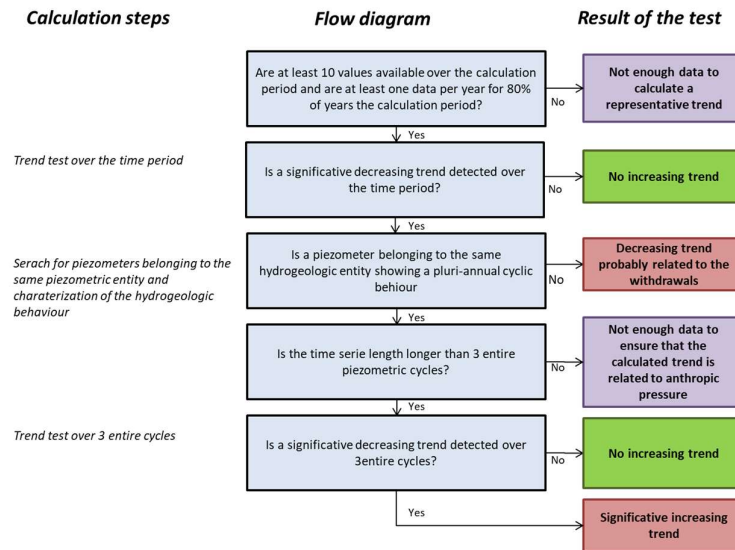 Calculation steps
Flow diagram
Result of the test
Are at least 10 values available over the calculation
period and are at least one data per year for 80%
of years the calculation period?
No
Not enough data to
calculate a
representative trend
Yes
Trend test over the time period
Is a significative decreasing trend detected over
the time period?
No
No increasing trend
Yes
Serach for piezometers belonging to the
same piezometric entity and
charaterization of the hydrogeologic
behaviour
Is a piezometer belonging to the same
hydrogeologic entity showing a pluri-annual cyclic
behiour
No
Decreasing trend
probably related to the
withdrawals
Yes
Is the time serie length longer than 3 entire
piezometric cycles?
No
Not enough data to
ensure that the
calculated trend is
related to anthropic
pressure
Yes
Trend test over 3 entire cycles
Is a significative decreasing trend detected over
3entire cycles?
No
No increasing trend
Yes
Significative increasing
trend